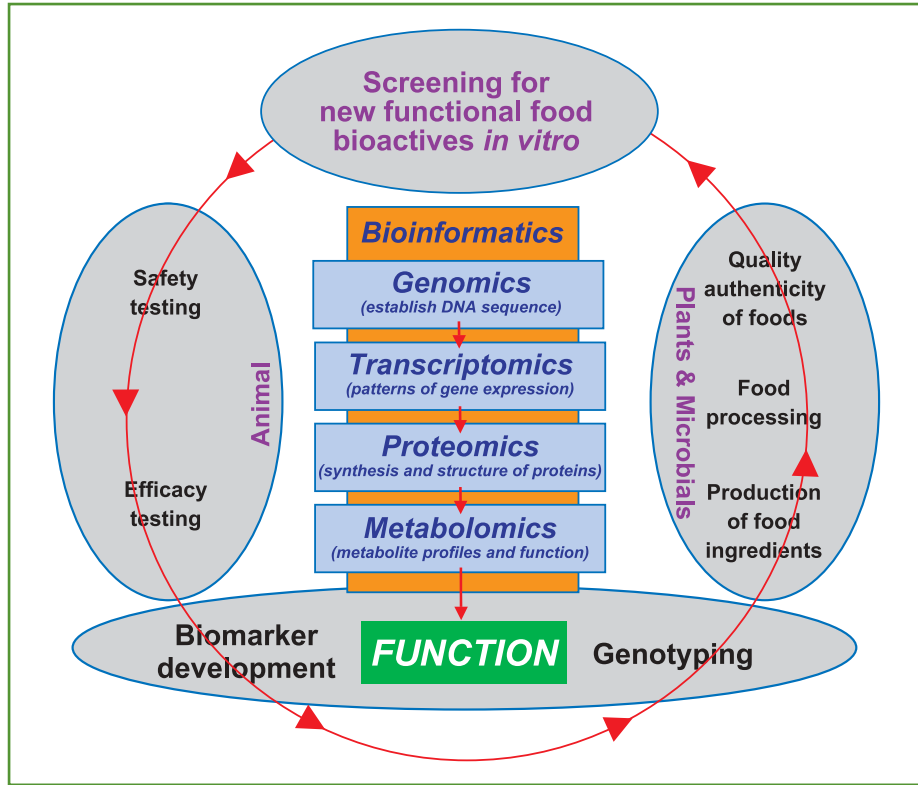 Screening for
new functional food
bioactives in vitro
Bioinformatics
Genomics
(establish DNA sequence)
Transcriptomics
(patterns of gene expression)
Proteomics
(synthesis and structure of proteins)
Metabolomics
(metabolite profiles and function)
Safety
testing
Animal
Efficacy
testing
Quality
authenticity
of foods
Plants & Microbials
Food
processing
Production
of food
ingredients
Biomarker
development
FUNCTION
Genotyping